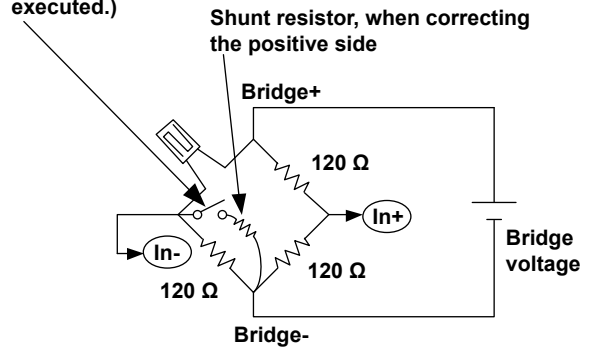 executed.)
Shunt resistor, when correcting
the positive side
Bridge+
120 Ω
In+
In-
Bridge
voltage
120 Ω
120 Ω
Bridge-